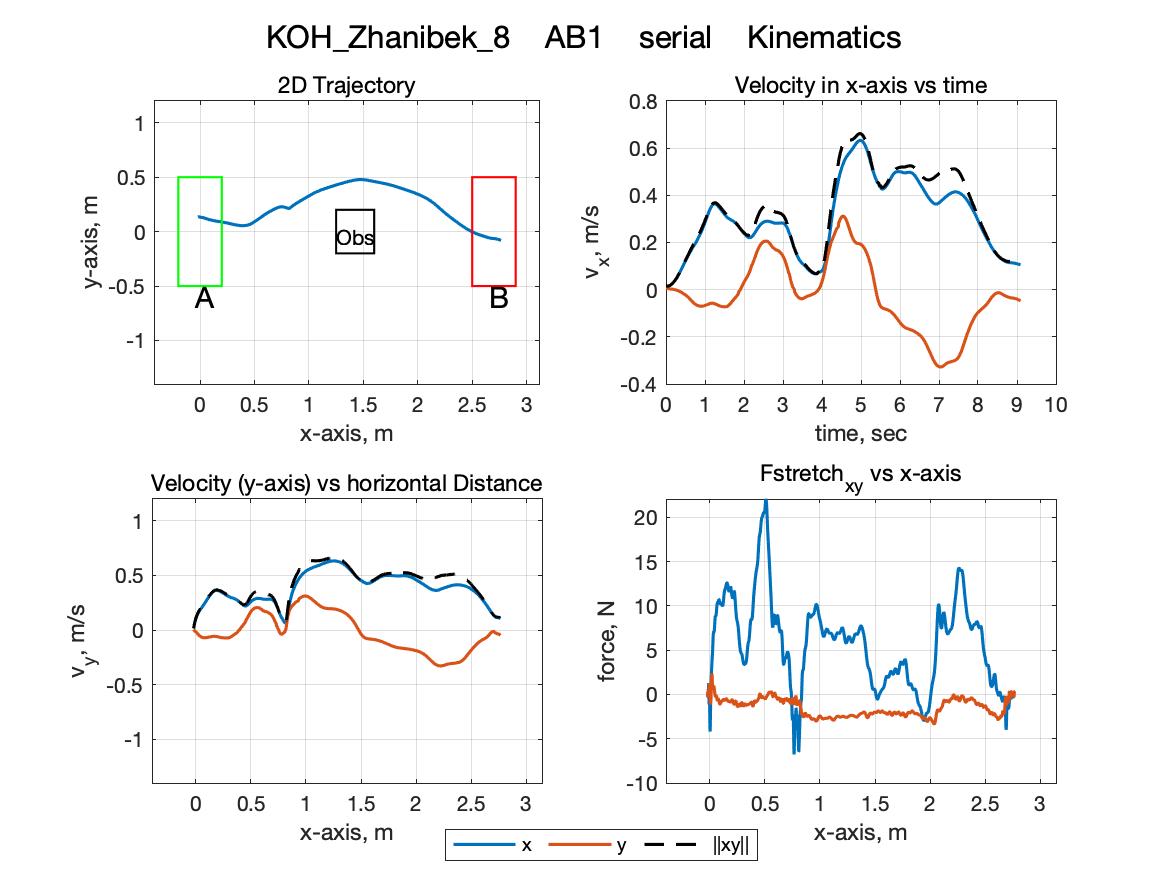 KOH_Zhanibek_8 AB1 serial Kinematics
2D Trajectory
1
0.5
0
-0.5
-1
y-axis, m
Obs
A
B
0 0.5 1 1.5 2 2.5 3
x-axis, m
Velocity in x-axis vs time
0.8
0.6
0.4
0.2
0
-0.2
-0.4
vx, m/s
0 1 2 3 4 5 6 7 8 9 10
time, sec
Velocity (y-axis) vs horizontal Distance
1
0.5
0
-0.5
-1
vy, m/s
0 0.5 1 1.5 2 2.5 3
x-axis, m
Fstretchxy vs x-axis
20
15
10
5
0
-5
-10
force, N
0 0.5 1 1.5 2 2.5 3
x-axis, m
x y ||xy||